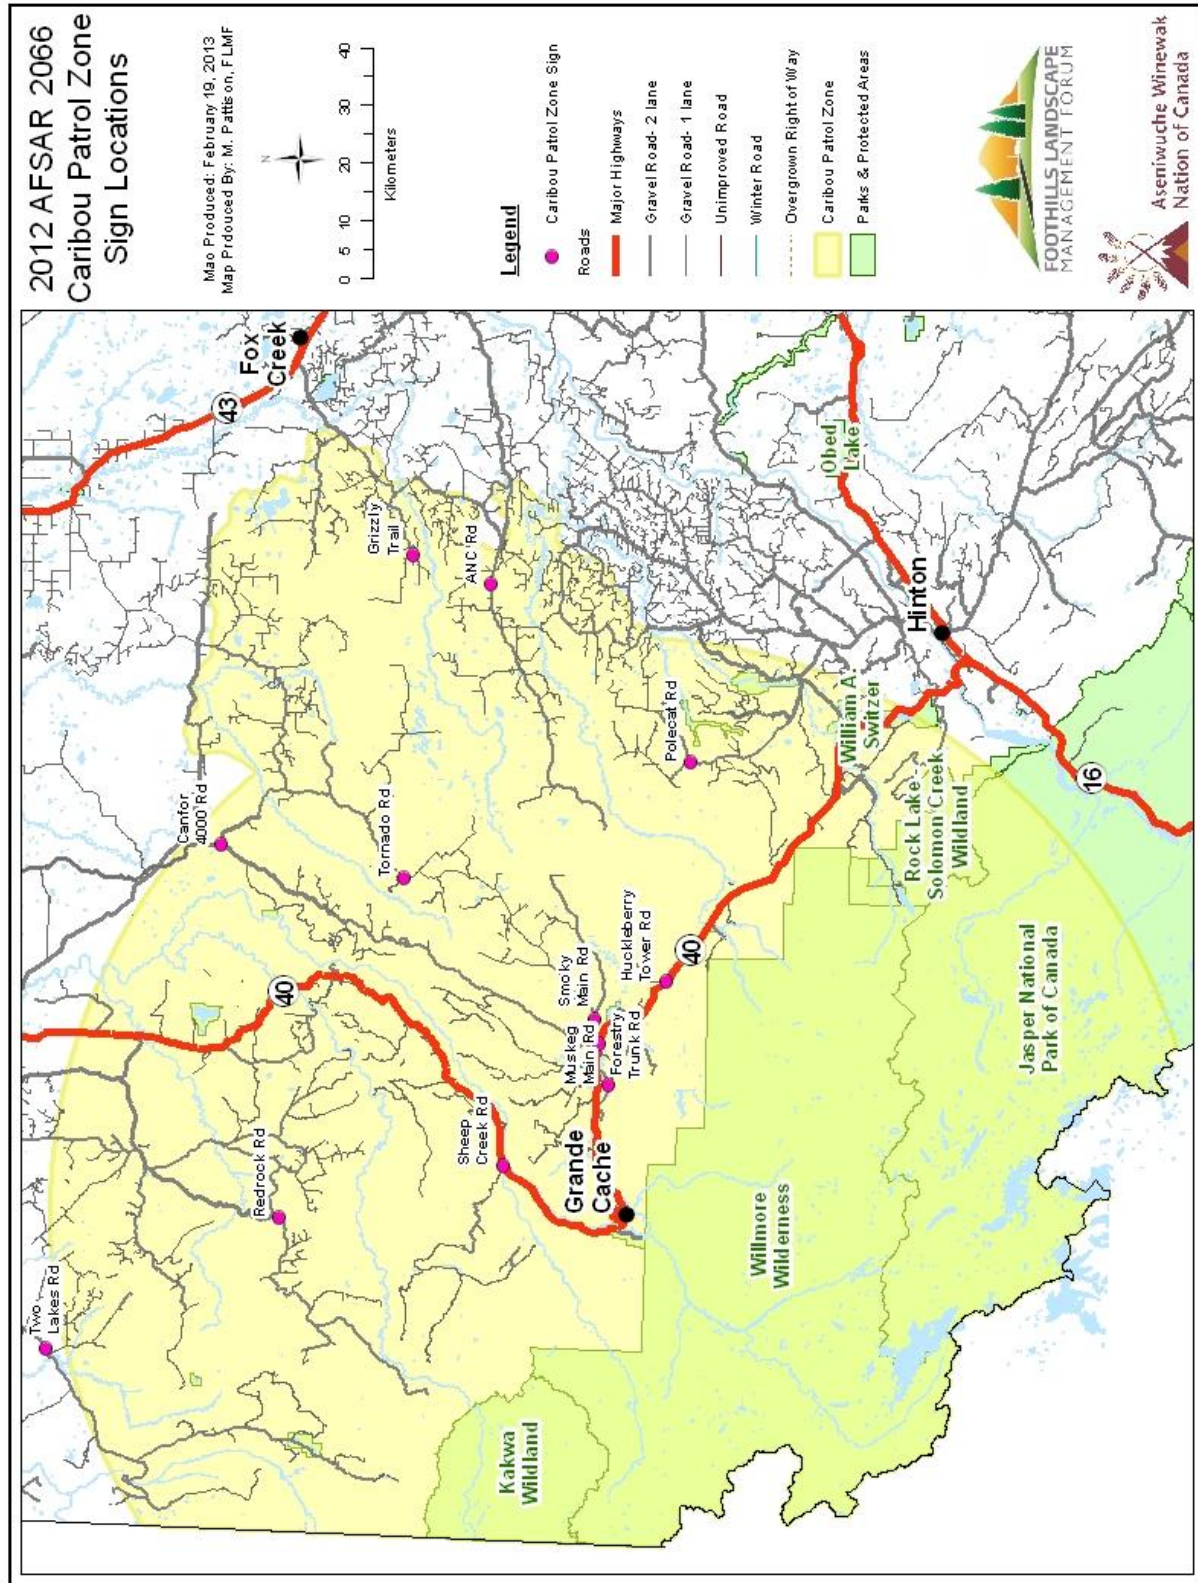 2012 AFSAR 2066
Caribou Patrol Zone
Sign Locations
Mao Produced: February 19, 2013
Map Prdouced By: M. Pattison, FLMF
N
0 5 10 20 30 40
Kilometers
Legend
Caribou Patrol Zone Sign
Roads
Major Highways
Gravel Road- 2 lane
Gravel Road- 1 lane
Unimproved Road
Winter Road
Overgrown Right of Way
Caribou Patrol Zone
Parks & Protected Areas
FOOTHILLS LANDSCAPE
MANAGEMENT FORUM
Aseniwuche Winewak
Nation of Canada
Two
Lakes Rd
Redrock Rd
40
Canfor
4000 Rd
43
Fox
Creek
Tornado Rd
Grizzly
Trail
Sheep
Creek Rd
ANC Rd
Grande
Cache
Muskeg
Main Rd
Smoky
Main Rd
Forestry
Trunk Rd
Huckleberry
Tower Rd
40
Polecat Rd
Kakwa
Wildland
Willmore
Wilderness
William A.
Switzer
Obed
Lake
Hinton
Rock Lake -
Solomon Creek
Wildland
Jasper National
Park of Canada
16